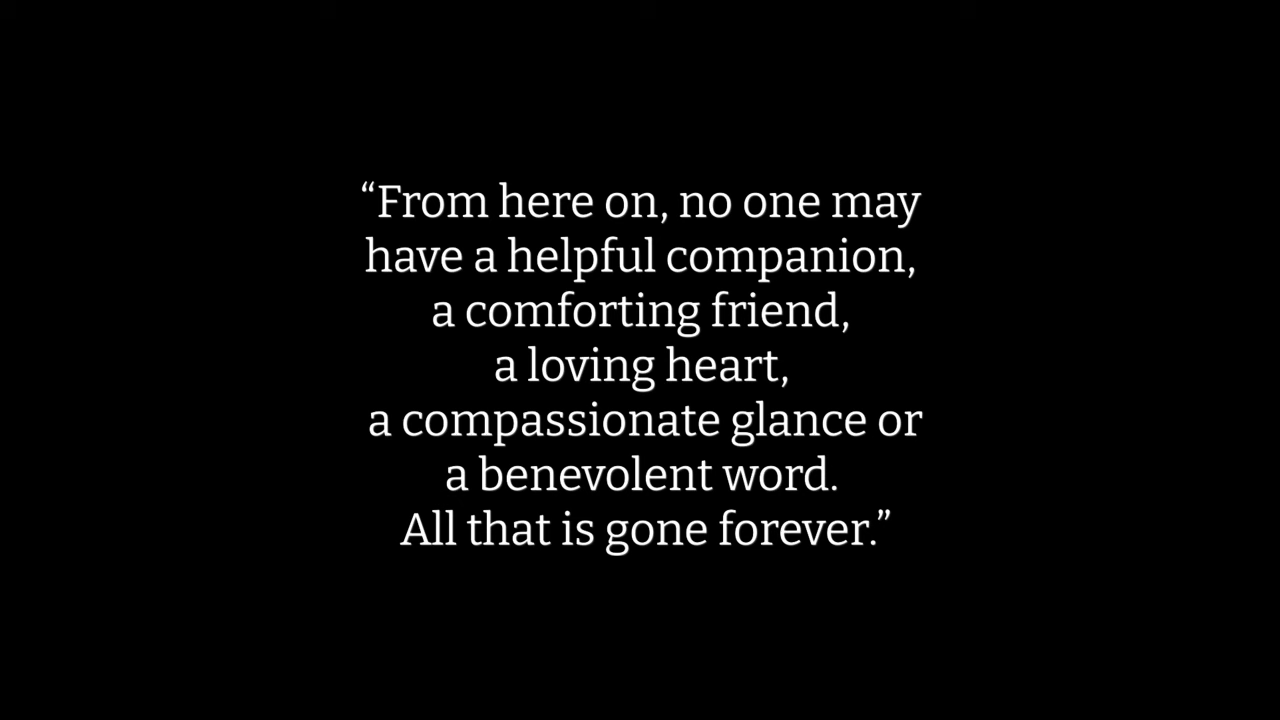 “From here on, no one may
have a helpful companion,
a comforting friend,
a loving heart,
a compassionate glance or
a benevolent word.
All that is gone forever.”